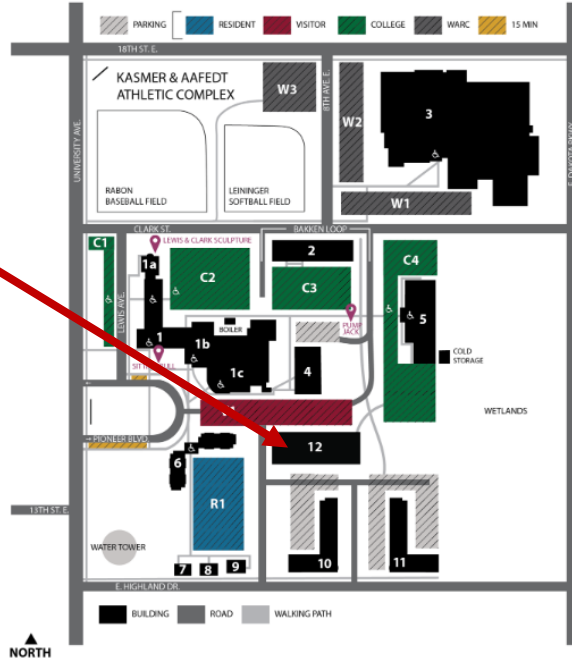 PARKING RESIDENT VISITOR COLLEGE WARC 15 MIN
18TH ST. E.
KASMER & AAFEDT
ATHLETIC COMPLEX
W3
UNIVERSITY AVE.
11TH AVE. E.
W2
3
E. DAKOTA PKWY.
RABON
BASEBALL FIELD
LEININGER
SOFTBALL FIELD
W1
CLARK ST.
BAKKEN LOOP
C1
LEWIS & CLARK SCULPTURE
1a
C2
2
C3
C4
LEWIS AVE.
5
BOILER
PUMP
JACK
1
1b
1c
4
COLD
STORAGE
WETLANDS
PIONEER BLVD.
12
6
R1
13TH ST. E.
WATER TOWER
7 8 9
10
11
E. HIGHLAND DR.
BUILDING ROAD WALKING PATH
NORTH